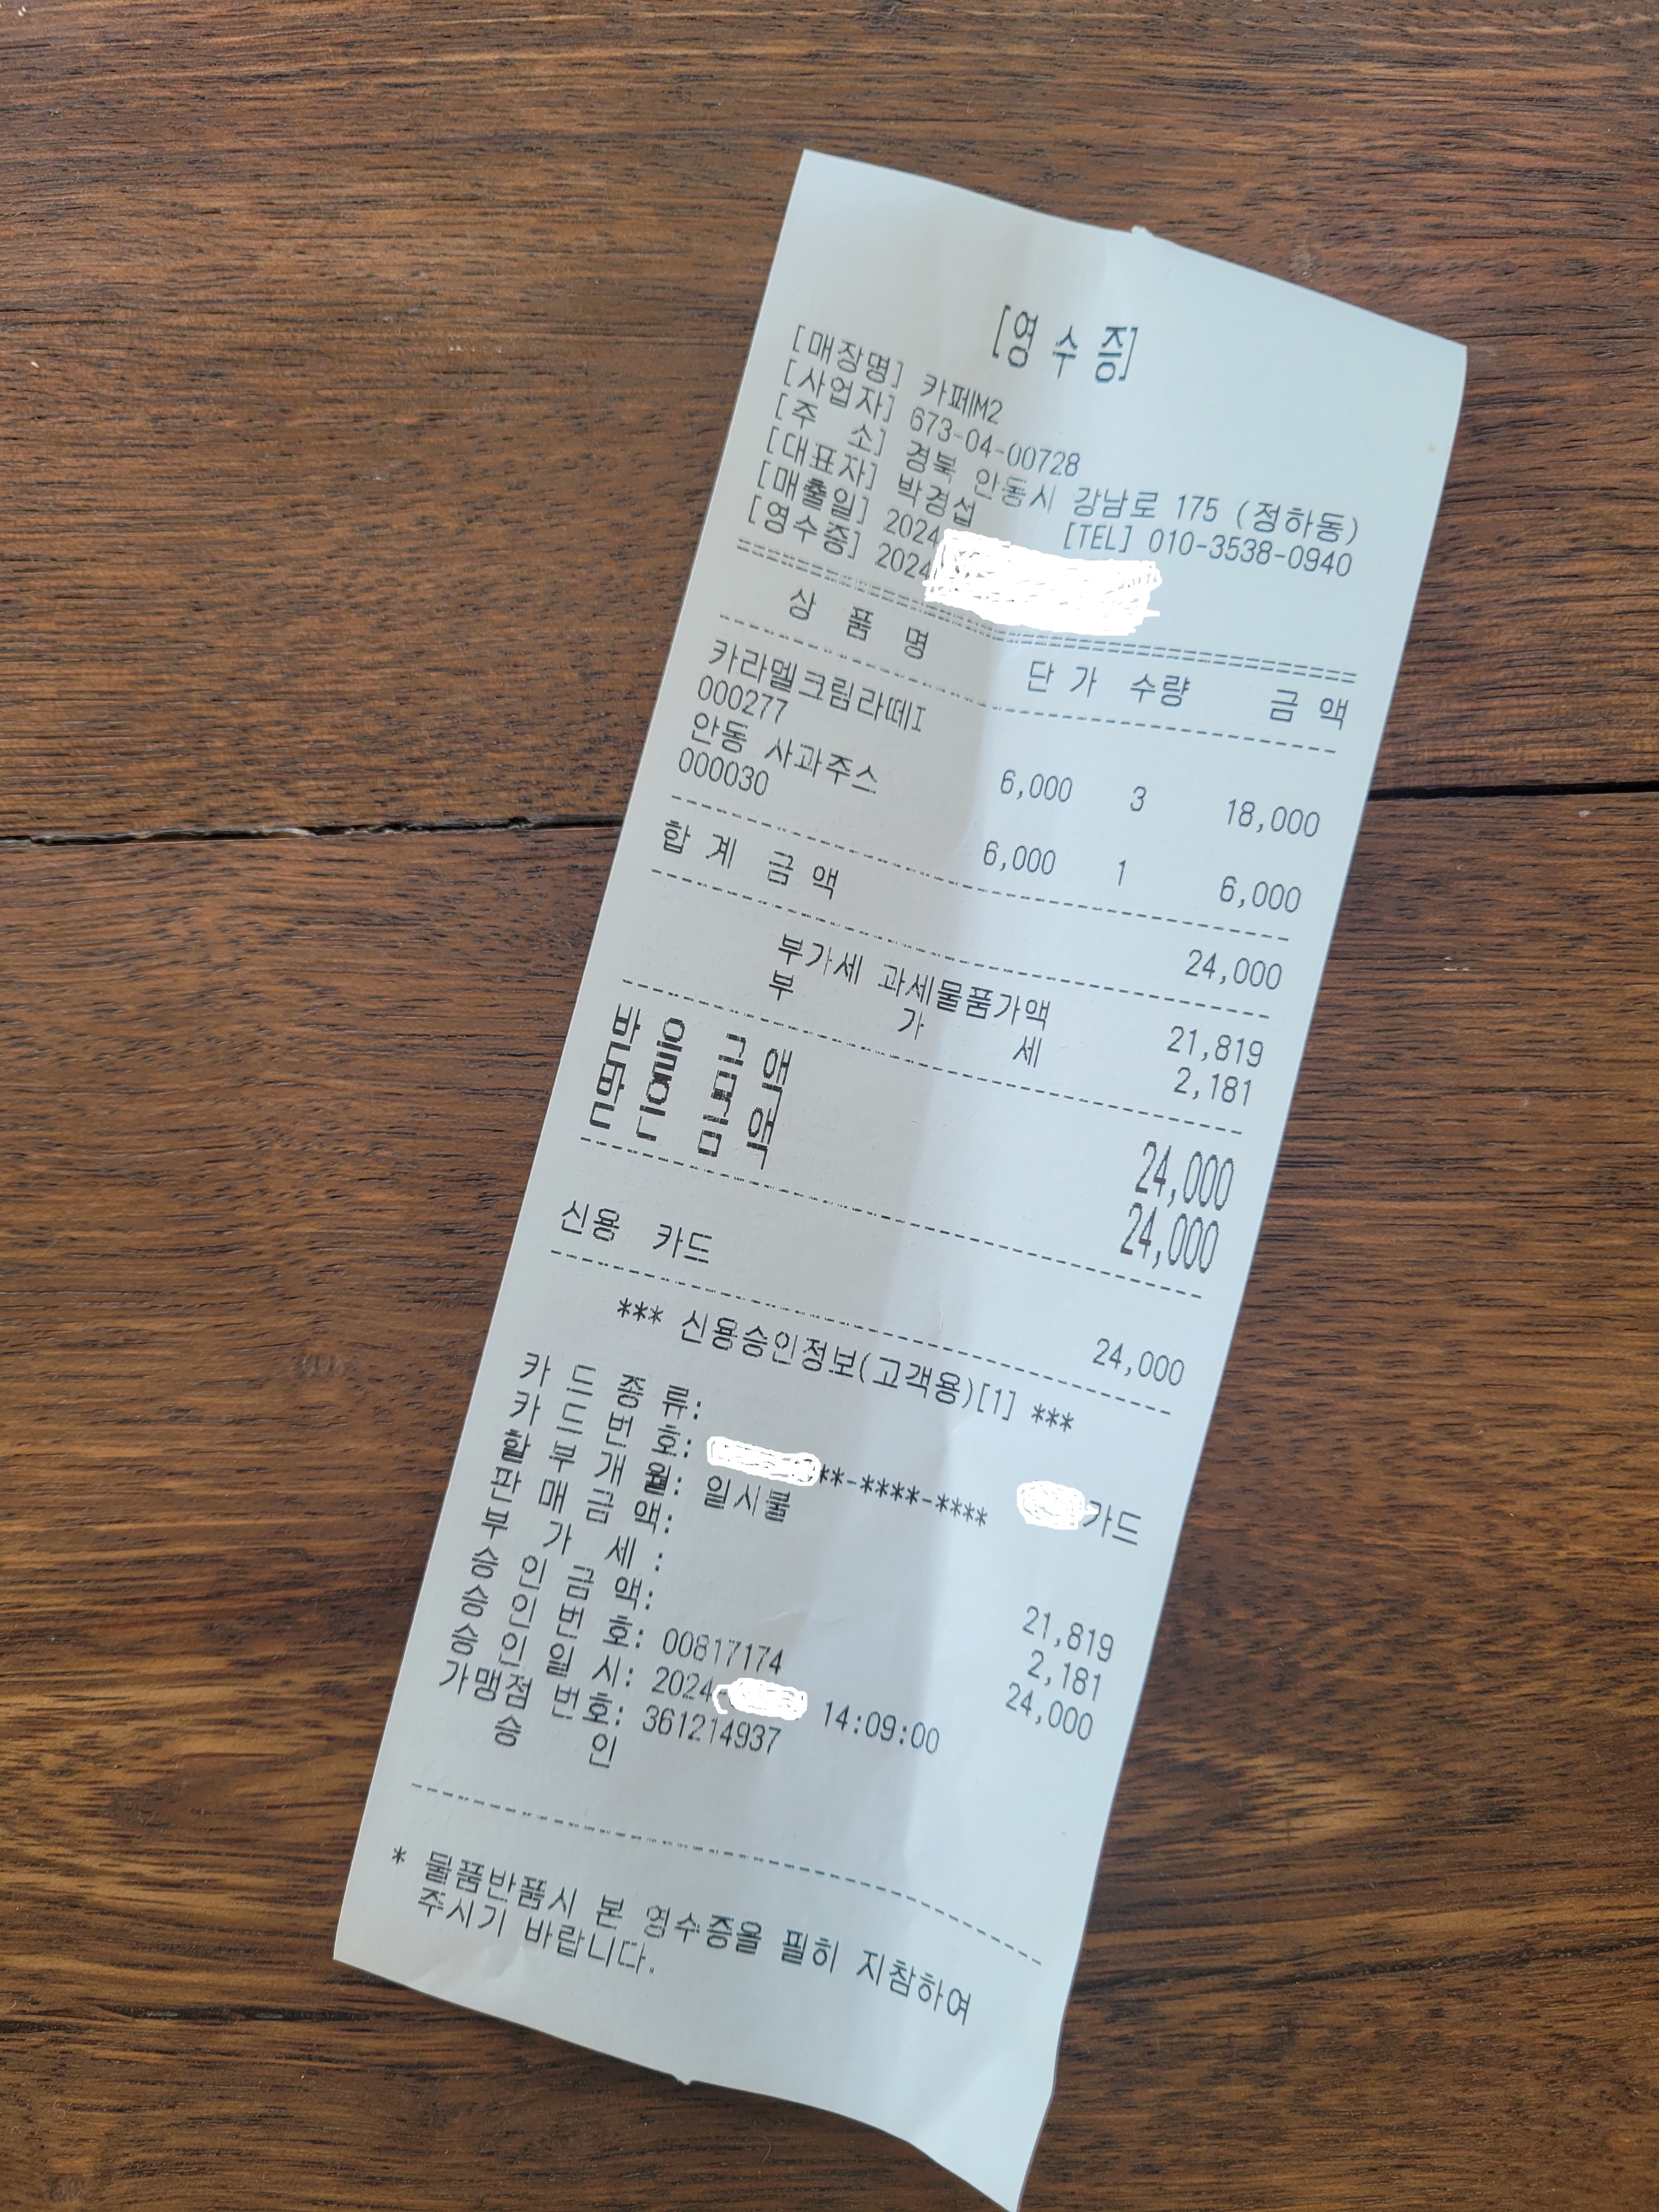 [영 수 증]
[매장명] 카페M2
[사업자] 673-04-00728
[주 소] 경북 안동시 강남로 175 (정하동)
[대표자] 박경섭 [TEL] 010-3538-0940
[매출일] 2024
[영수증] 2024
상 품 명 단 가 수량 금 액
카라멜크림라떼I
000277 6,000 3 18,000
안동 사과주스
000030 6,000 1 6,000
합 계 금 액 24,000
부가세 과세물품가액 21,819
부 가 세 2,181
받을 금 액 24,000
받은 금 액 24,000
신용 카드 24,000
*** 신용승인정보(고객용)[1] ***
카 드 종 류: 카드
카 드 번 호: **-****-****
할 부 개 월: 일시불
판 매 금 액: 21,819
부 가 세 : 2,181
승 인 금 액: 24,000
승 인 번 호: 00817174
승 인 일 시: 2024- 14:09:00
가맹점 번호: 361214937
승 인
* 물품반품시 본 영수증을 필히 지참하여
주시기 바랍니다.